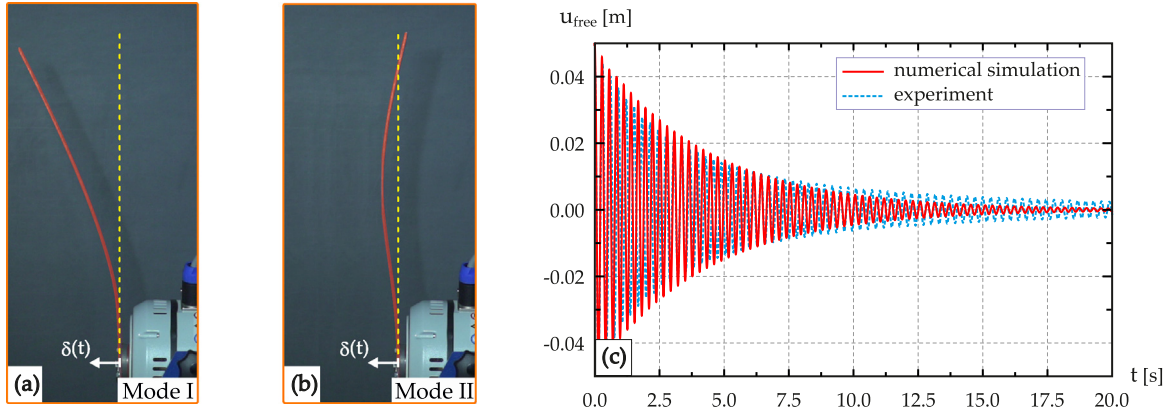 δ(t)
(a)
Mode I
δ(t)
(b)
Mode II
u_free [m]
numerical simulation
experiment
0.04
0.02
0.00
-0.02
-0.04
(c)
t [s]
0.0 2.5 5.0 7.5 10.0 12.5 15.0 17.5 20.0